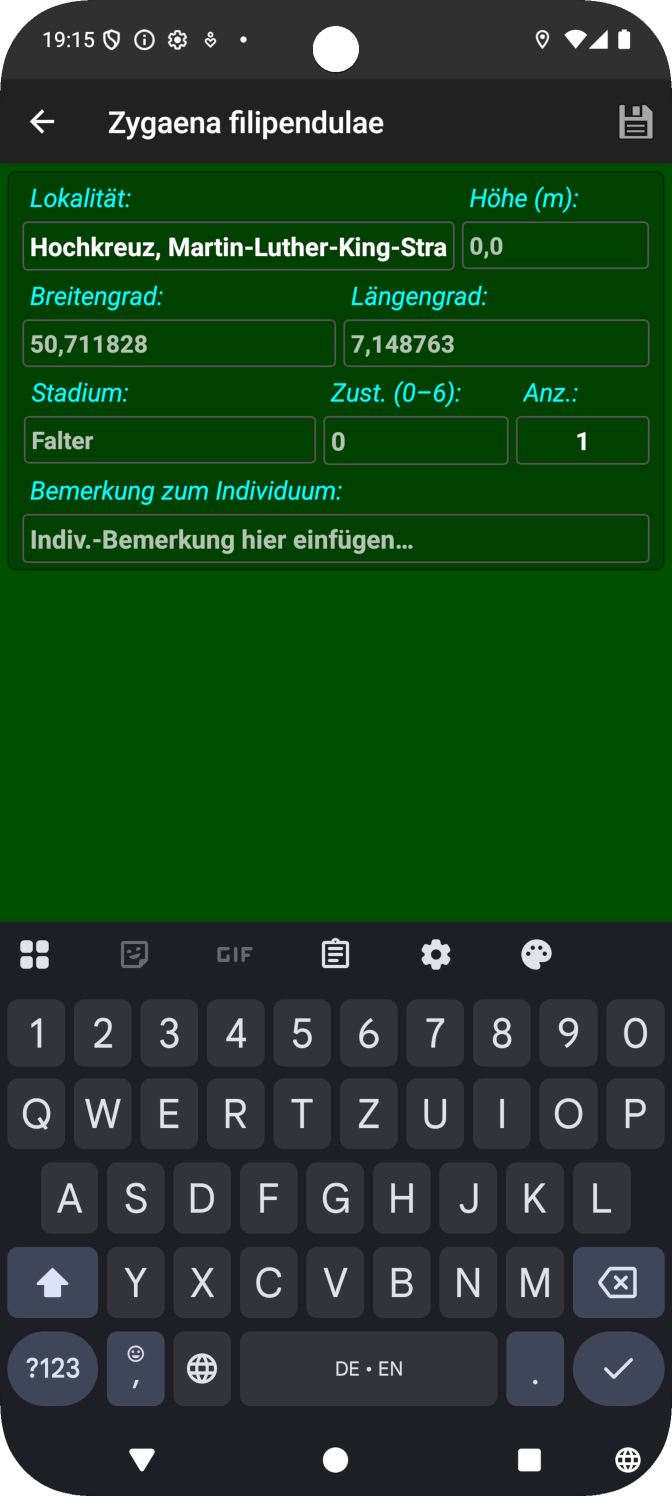 19:15
Zygaena filipendulae
Lokalität: Höhe (m):
Hochkreuz, Martin-Luther-King-Stra 0,0
Breitengrad: Längengrad:
50,711828 7,148763
Stadium: Zust. (0–6): Anz.:
Falter 0 1
Bemerkung zum Individuum:
Indiv.-Bemerkung hier einfügen…
GIF
1 2 3 4 5 6 7 8 9 0
Q W E R T Z U I O P
A S D F G H J K L
Y X C V B N M
?123 , DE • EN .